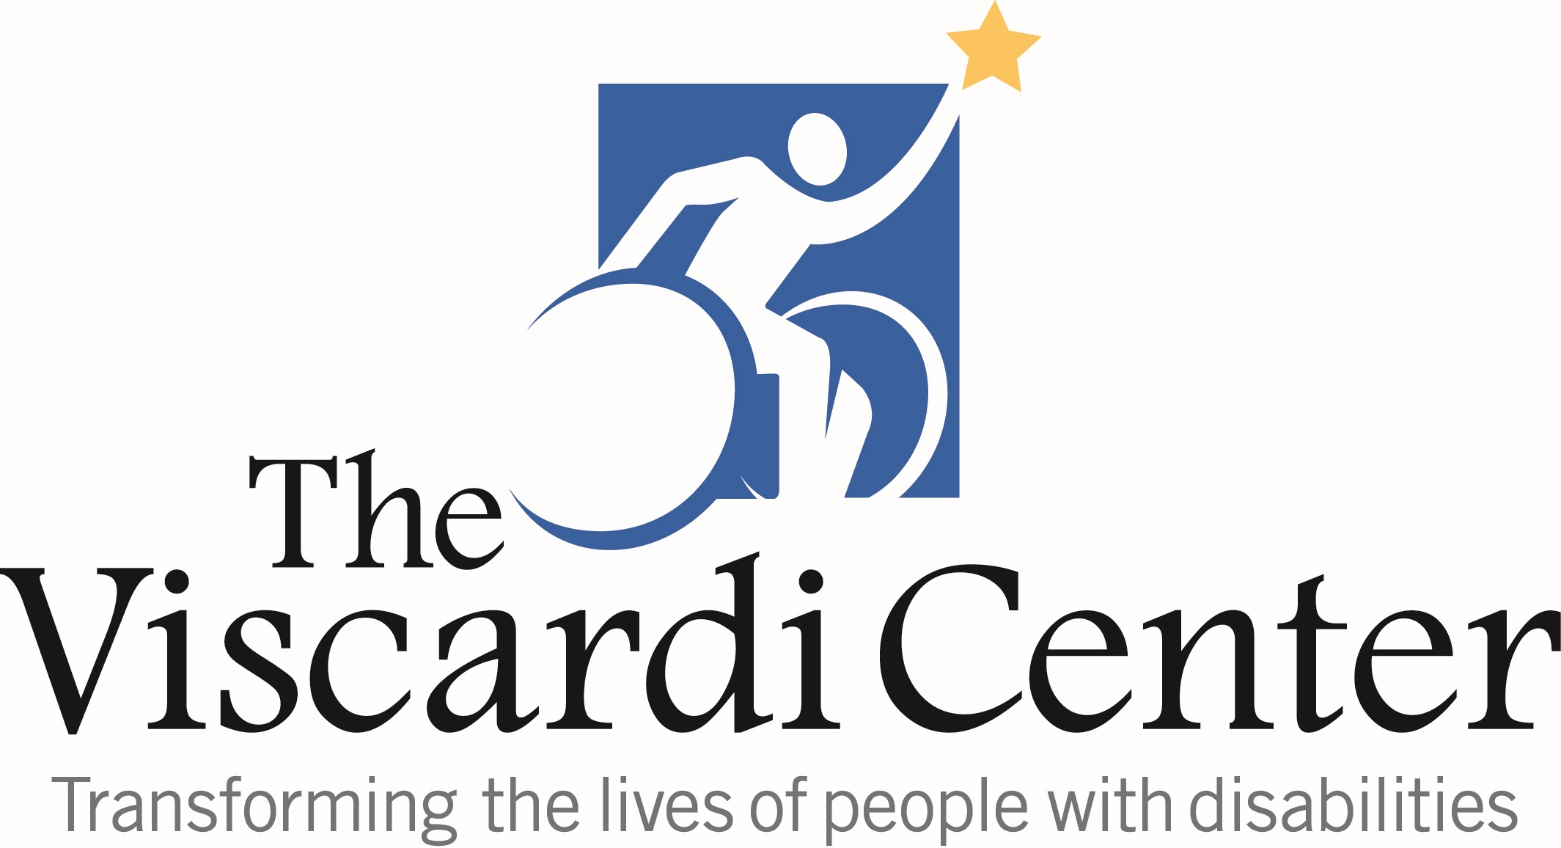 The
Viscardi Center
Transforming the lives of people with disabilities